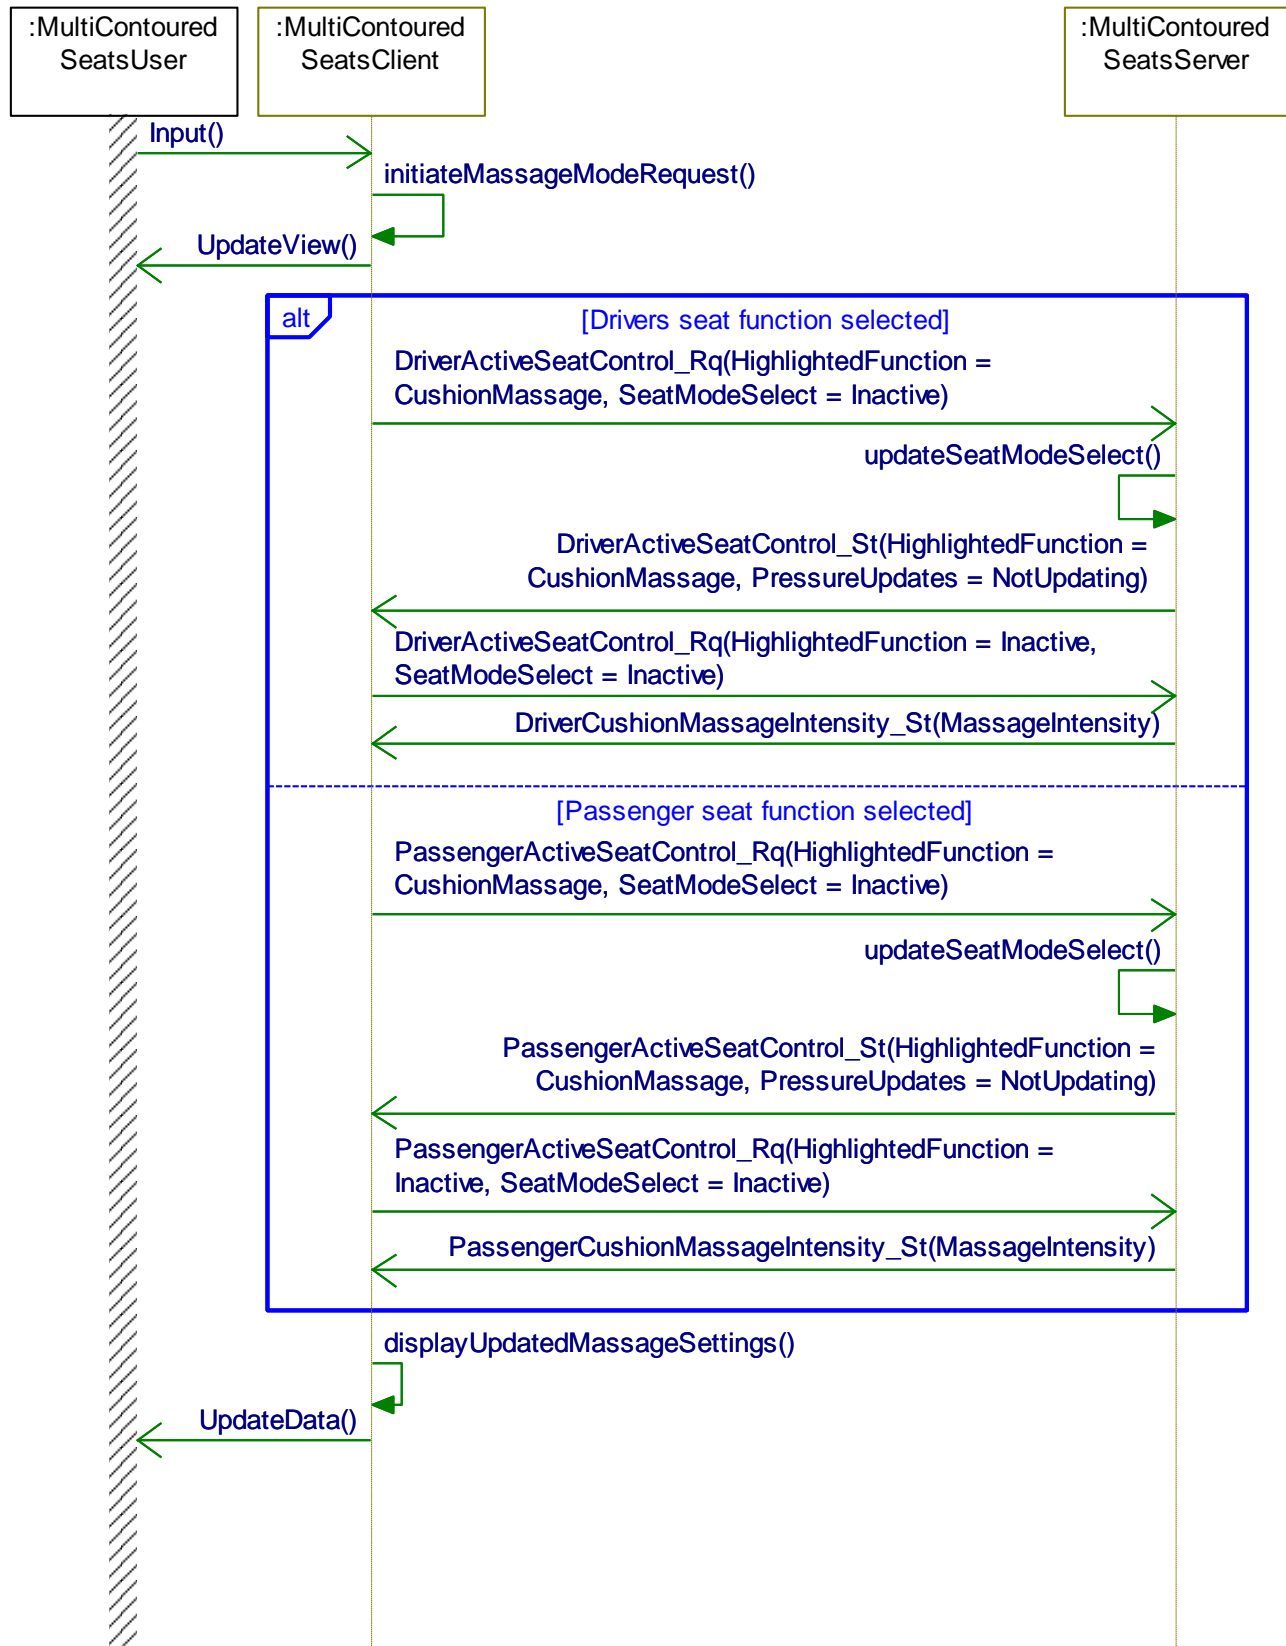 :MultiContoured
SeatsUser
:MultiContoured
SeatsClient
:MultiContoured
SeatsServer
Input()
initiateMassageModeRequest()
UpdateView()
alt
[Drivers seat function selected]
DriverActiveSeatControl_Rq(HighlightedFunction =
CushionMassage, SeatModeSelect = Inactive)
updateSeatModeSelect()
DriverActiveSeatControl_St(HighlightedFunction =
CushionMassage, PressureUpdates = NotUpdating)
DriverActiveSeatControl_Rq(HighlightedFunction = Inactive,
SeatModeSelect = Inactive)
DriverCushionMassageIntensity_St(MassageIntensity)
[Passenger seat function selected]
PassengerActiveSeatControl_Rq(HighlightedFunction =
CushionMassage, SeatModeSelect = Inactive)
updateSeatModeSelect()
PassengerActiveSeatControl_St(HighlightedFunction =
CushionMassage, PressureUpdates = NotUpdating)
PassengerActiveSeatControl_Rq(HighlightedFunction =
Inactive, SeatModeSelect = Inactive)
PassengerCushionMassageIntensity_St(MassageIntensity)
displayUpdatedMassageSettings()
UpdateData()